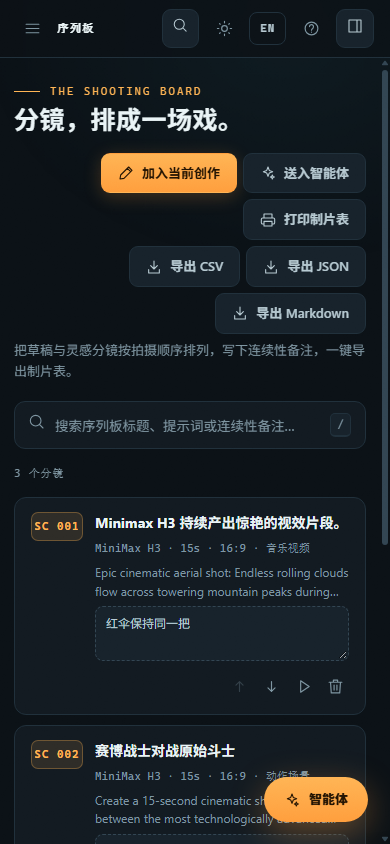 序列板
EN
THE SHOOTING BOARD
分镜，排成一场戏。
加入当前创作
送入智能体
打印制片表
导出 CSV
导出 JSON
导出 Markdown
把草稿与灵感分镜按拍摄顺序排列，写下连续性备注，一键导
出制片表。
搜索序列板标题、提示词或连续性备注...
/
3 个分镜
SC 001
Minimax H3 持续产出惊艳的视效片段。
MiniMax H3 · 15s · 16:9 · 音乐视频
Epic cinematic aerial shot: Endless rolling clouds
flow across towering mountain peaks during...
红伞保持同一把
SC 002
赛博战士对战原始斗士
MiniMax H3 · 15s · 16:9 · 动作场景
Create a 15-second cinematic
between the most technologically
智能体